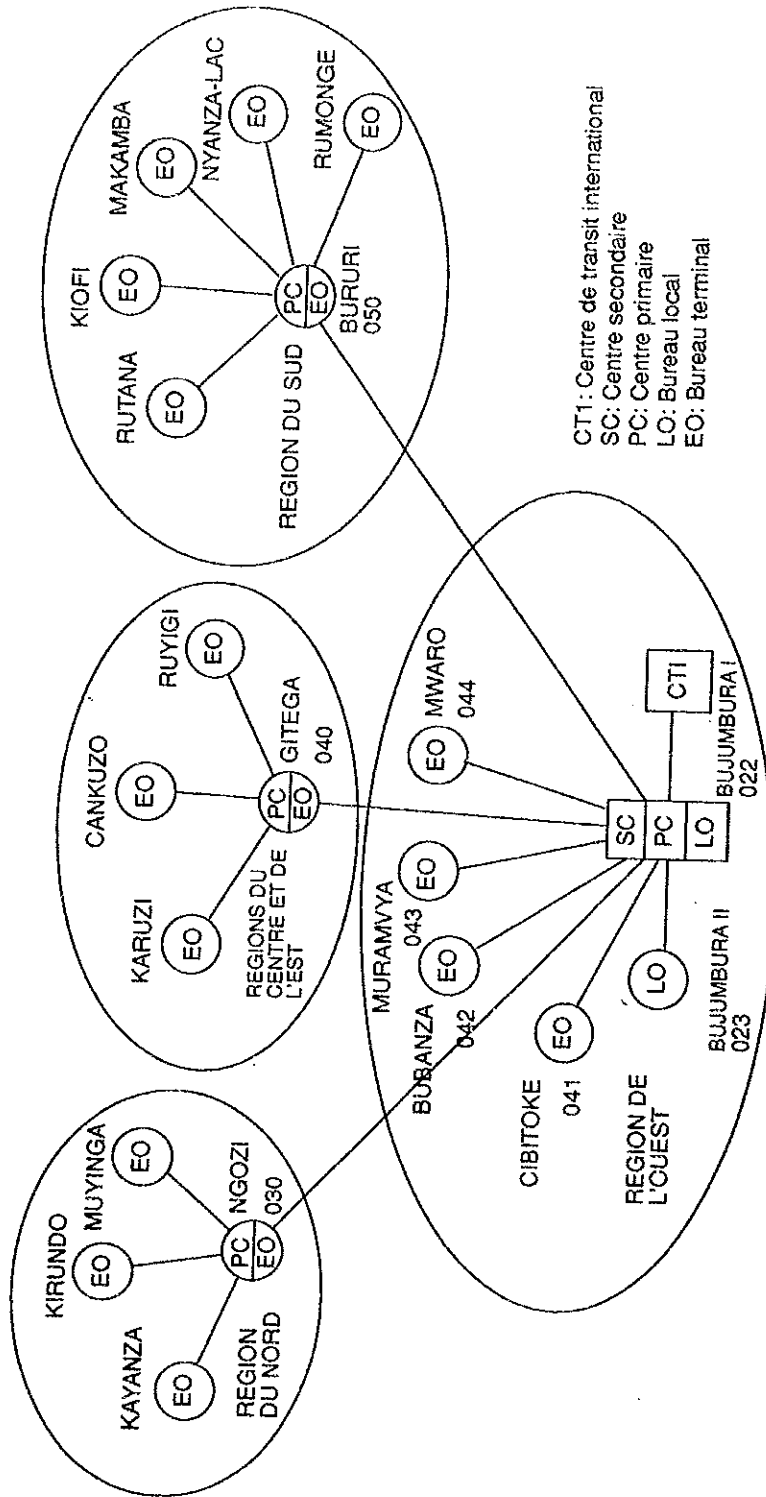 KIRUNDO
EO
MUYINGA
EO
KAYANZA
EO
PC
EO
NGOZI
030
REGION
DU NORD
CANKUZO
EO
RUYIGI
EO
KARUZI
EO
PC
EO
GITEGA
040
REGIONS DU
CENTRE ET DE
L'EST
KIOFI
EO
MAKAMBA
EO
NYANZA-LAC
EO
RUTANA
EO
RUMONGE
EO
PC
EO
BURURI
050
REGION DU SUD
MURAMVYA
EO
043
MWARO
EO
044
BUBANZA
EO
042
CIBITOKE
EO
041
SC
PC
LO
CTI
BUJUMBURA I
022
LO
BUJUMBURA II
023
REGION DE
L'CUEST
CT1: Centre de transit international
SC: Centre secondaire
PC: Centre primaire
LO: Bureau local
EO: Bureau terminal